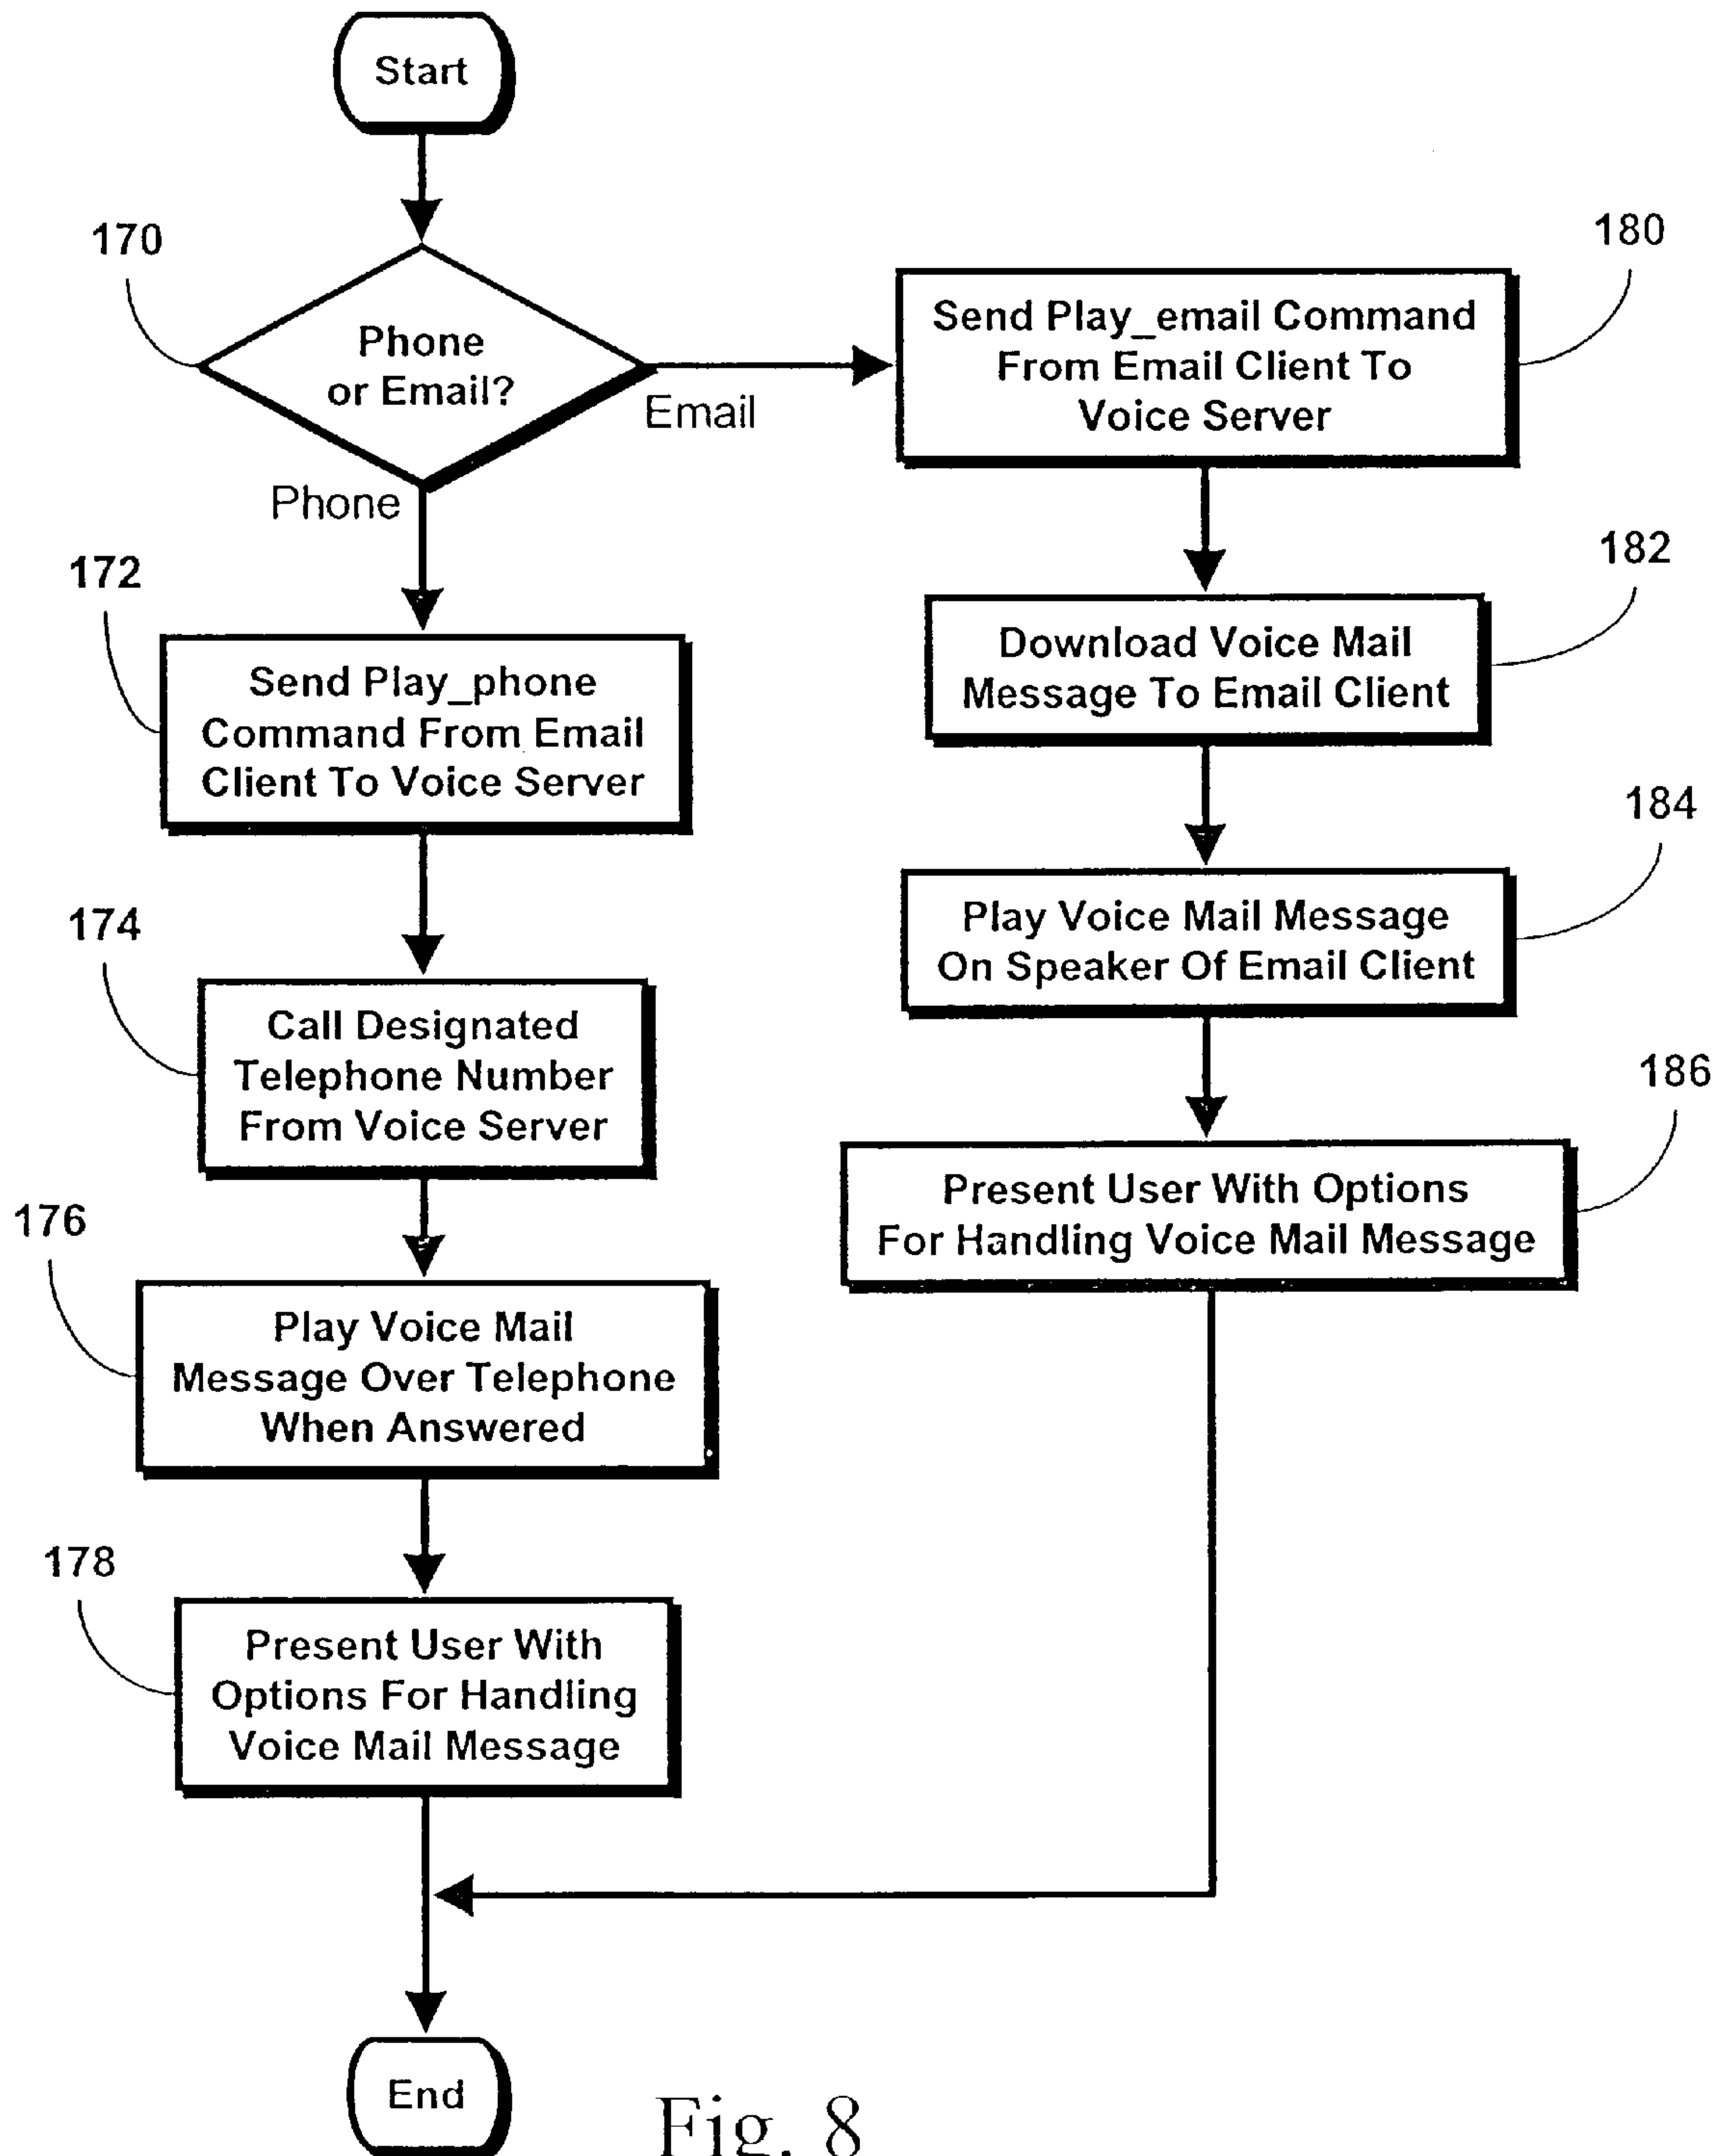 Start
170
Phone
or Email?
Email
Phone
180
Send Play_email Command
From Email Client To
Voice Server
172
Send Play_phone
Command From Email
Client To Voice Server
182
Download Voice Mail
Message To Email Client
174
Call Designated
Telephone Number
From Voice Server
184
Play Voice Mail Message
On Speaker Of Email Client
176
Play Voice Mail
Message Over Telephone
When Answered
186
Present User With Options
For Handling Voice Mail Message
178
Present User With
Options For Handling
Voice Mail Message
End
Fig. 8